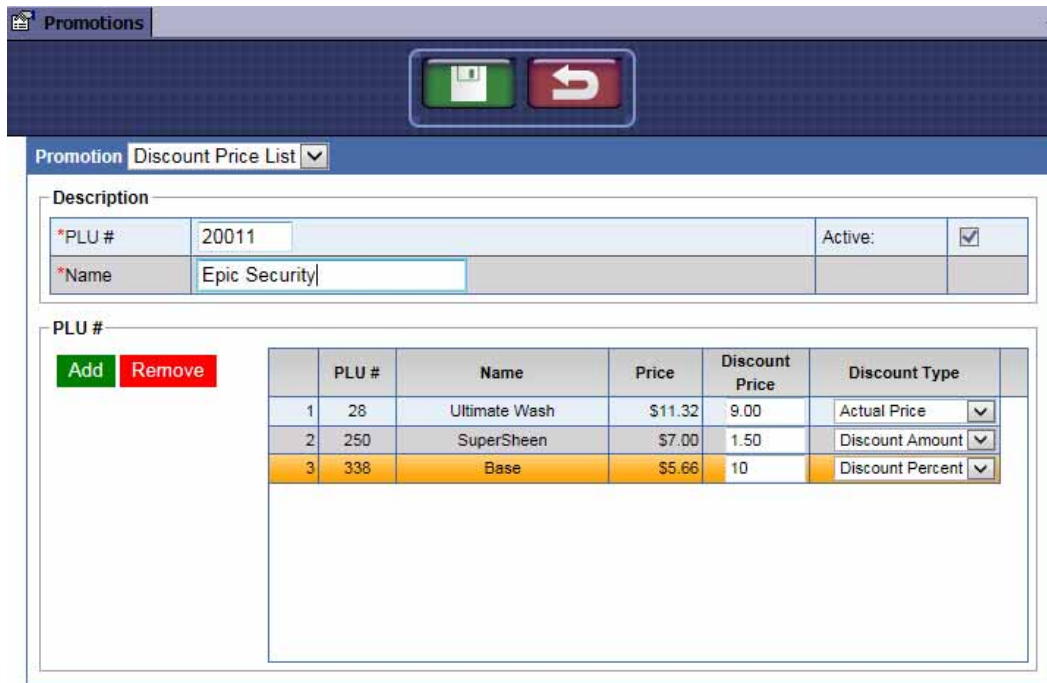 Promotions
Promotion Discount Price List
Description
*PLU # 20011 Active:
*Name Epic Security
PLU #
Add Remove
PLU # Name Price Discount Price Discount Type
1 28 Ultimate Wash $11.32 9.00 Actual Price
2 250 SuperSheen $7.00 1.50 Discount Amount
3 338 Base $5.66 10 Discount Percent